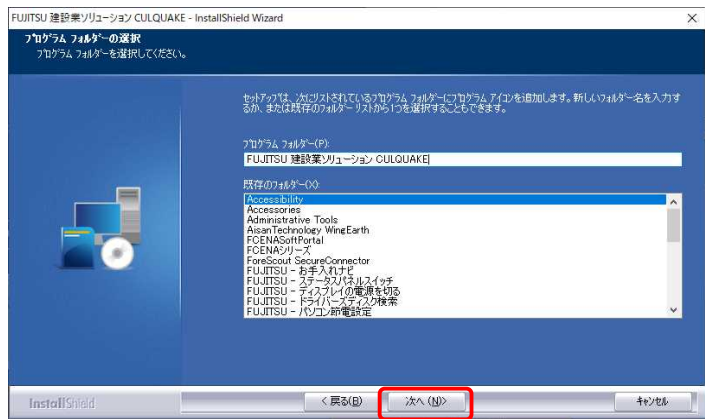 FUJITSU 建設業ソリューション CULQUAKE - InstallShield Wizard
プログラム フォルダーの選択
プログラム フォルダーを選択してください。
セットアップは、次にリストされているプログラム フォルダーにプログラム アイコンを追加します。新しいフォルダー名を入力す
るか、または既存のフォルダー リストから1つを選択することもできます。
プログラム フォルダー(P):
FUJITSU 建設業ソリューション CULQUAKE
既存のフォルダー(X):
Accessibility
Accessories
Administrative Tools
AisanTechnology WingEarth
FCENASoftPortal
FCENAシリーズ
ForeScout SecureConnector
FUJITSU - お手入れナビ
FUJITSU - ステータスパネルスイッチ
FUJITSU - ディスプレイの電源を切る
FUJITSU - ドライバーズディスク検索
FUJITSU - パソコン節電設定
InstallShield
< 戻る(B)
次へ (N)>
キャンセル